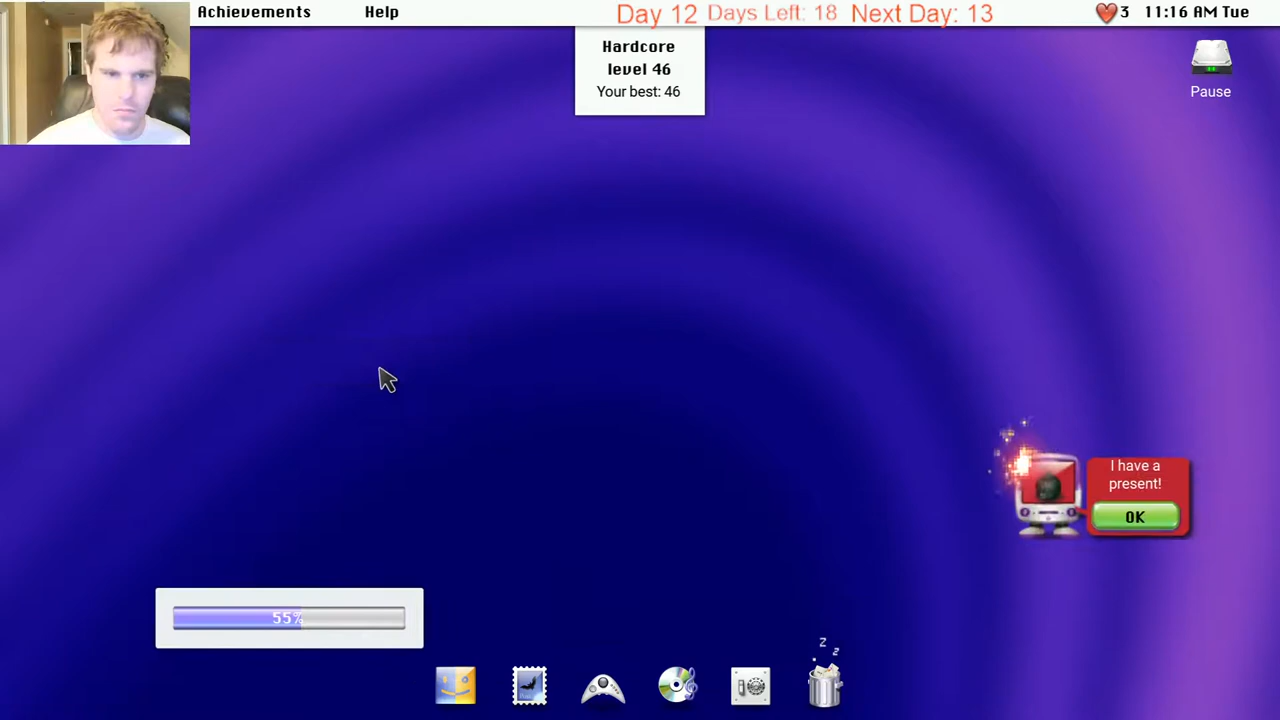 Achievements Help Day 12 Days Left: 18 Next Day: 13 3 11:16 AM Tue
Hardcore
level 46
Your best: 46
Pause
I have a
present!
OK
55%
z
z